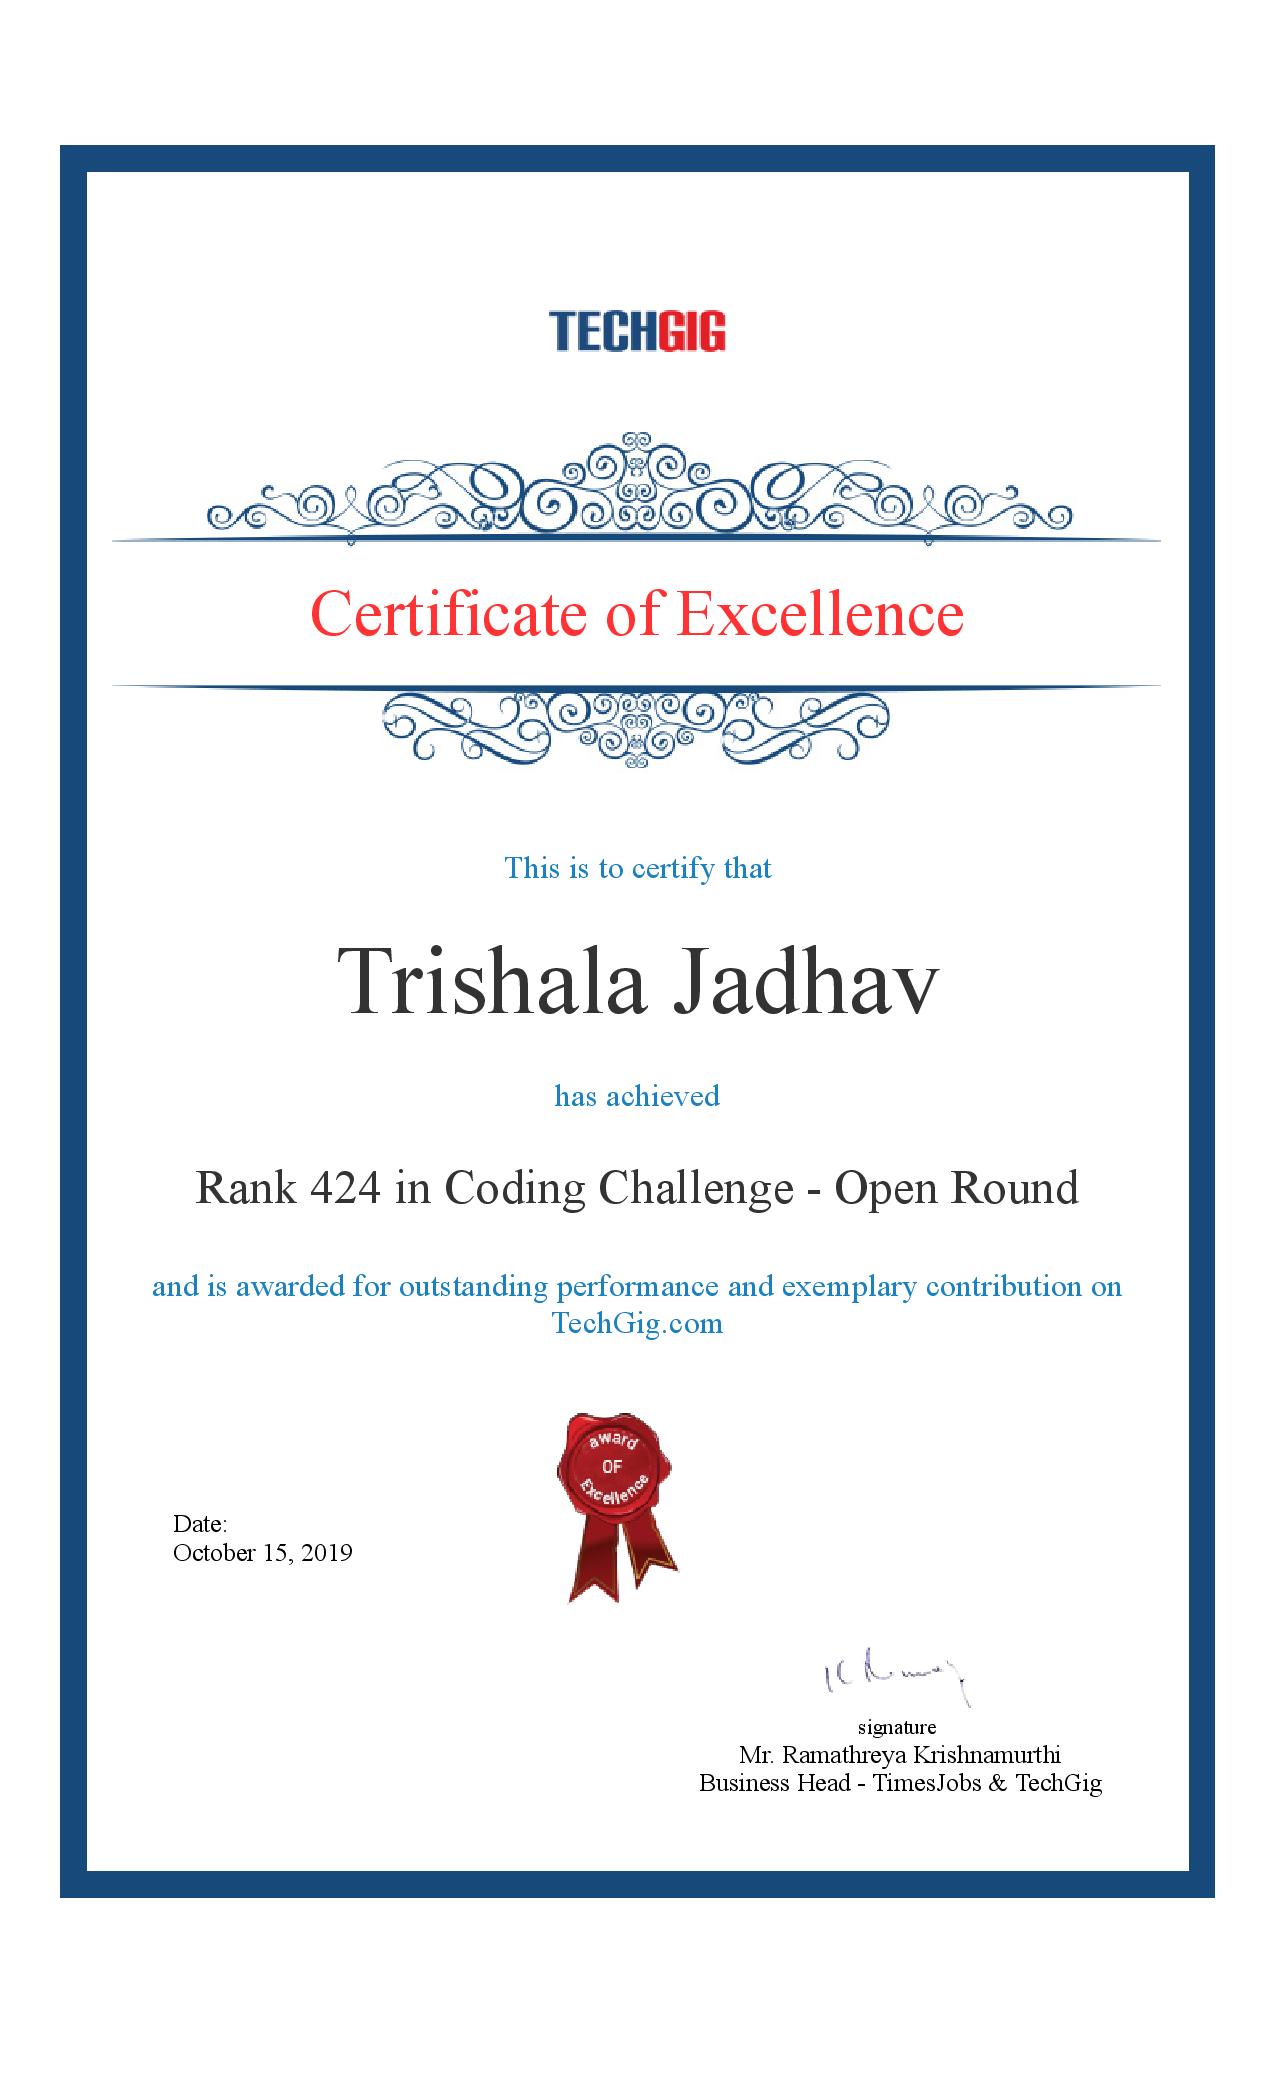 TECHGIG
Certificate of Excellence
This is to certify that
Trishala Jadhav
has achieved
Rank 424 in Coding Challenge - Open Round
and is awarded for outstanding performance and exemplary contribution on
TechGig.com
award
OF
Excellence
Date:
October 15, 2019
signature
Mr. Ramathreya Krishnamurthi
Business Head - TimesJobs & TechGig